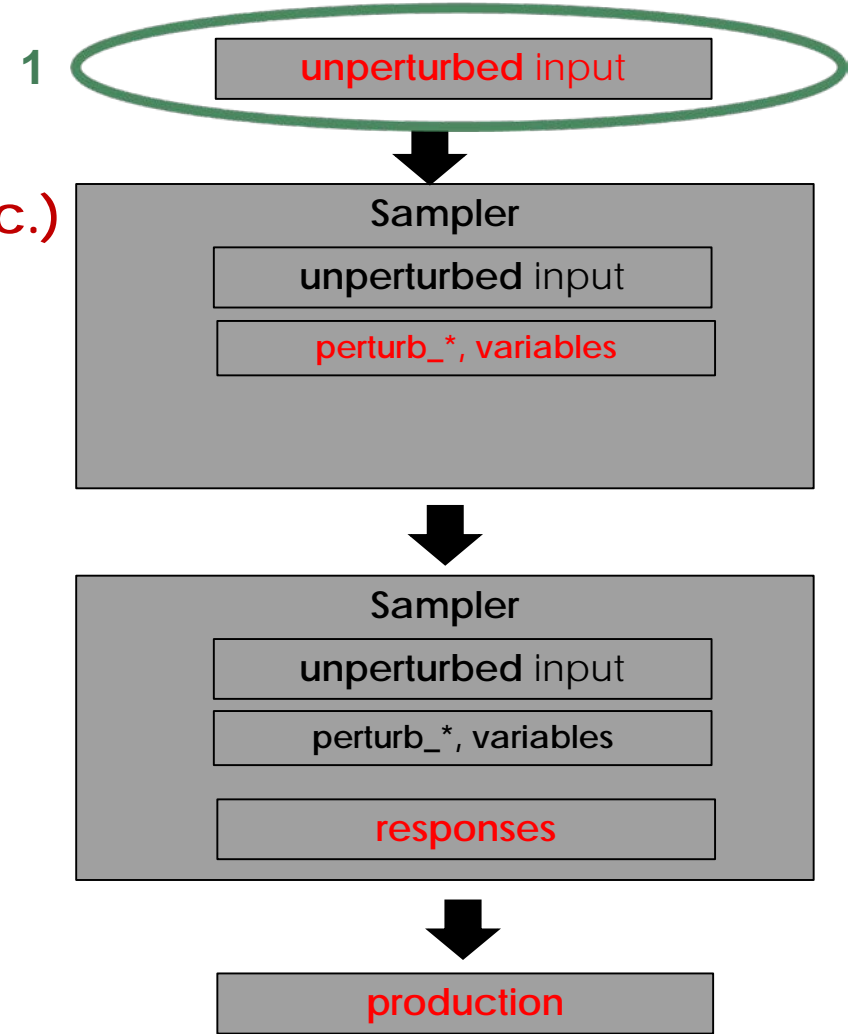 1
unperturbed input
c.)
Sampler
unperturbed input
perturb_*, variables
Sampler
unperturbed input
perturb_*, variables
responses
production